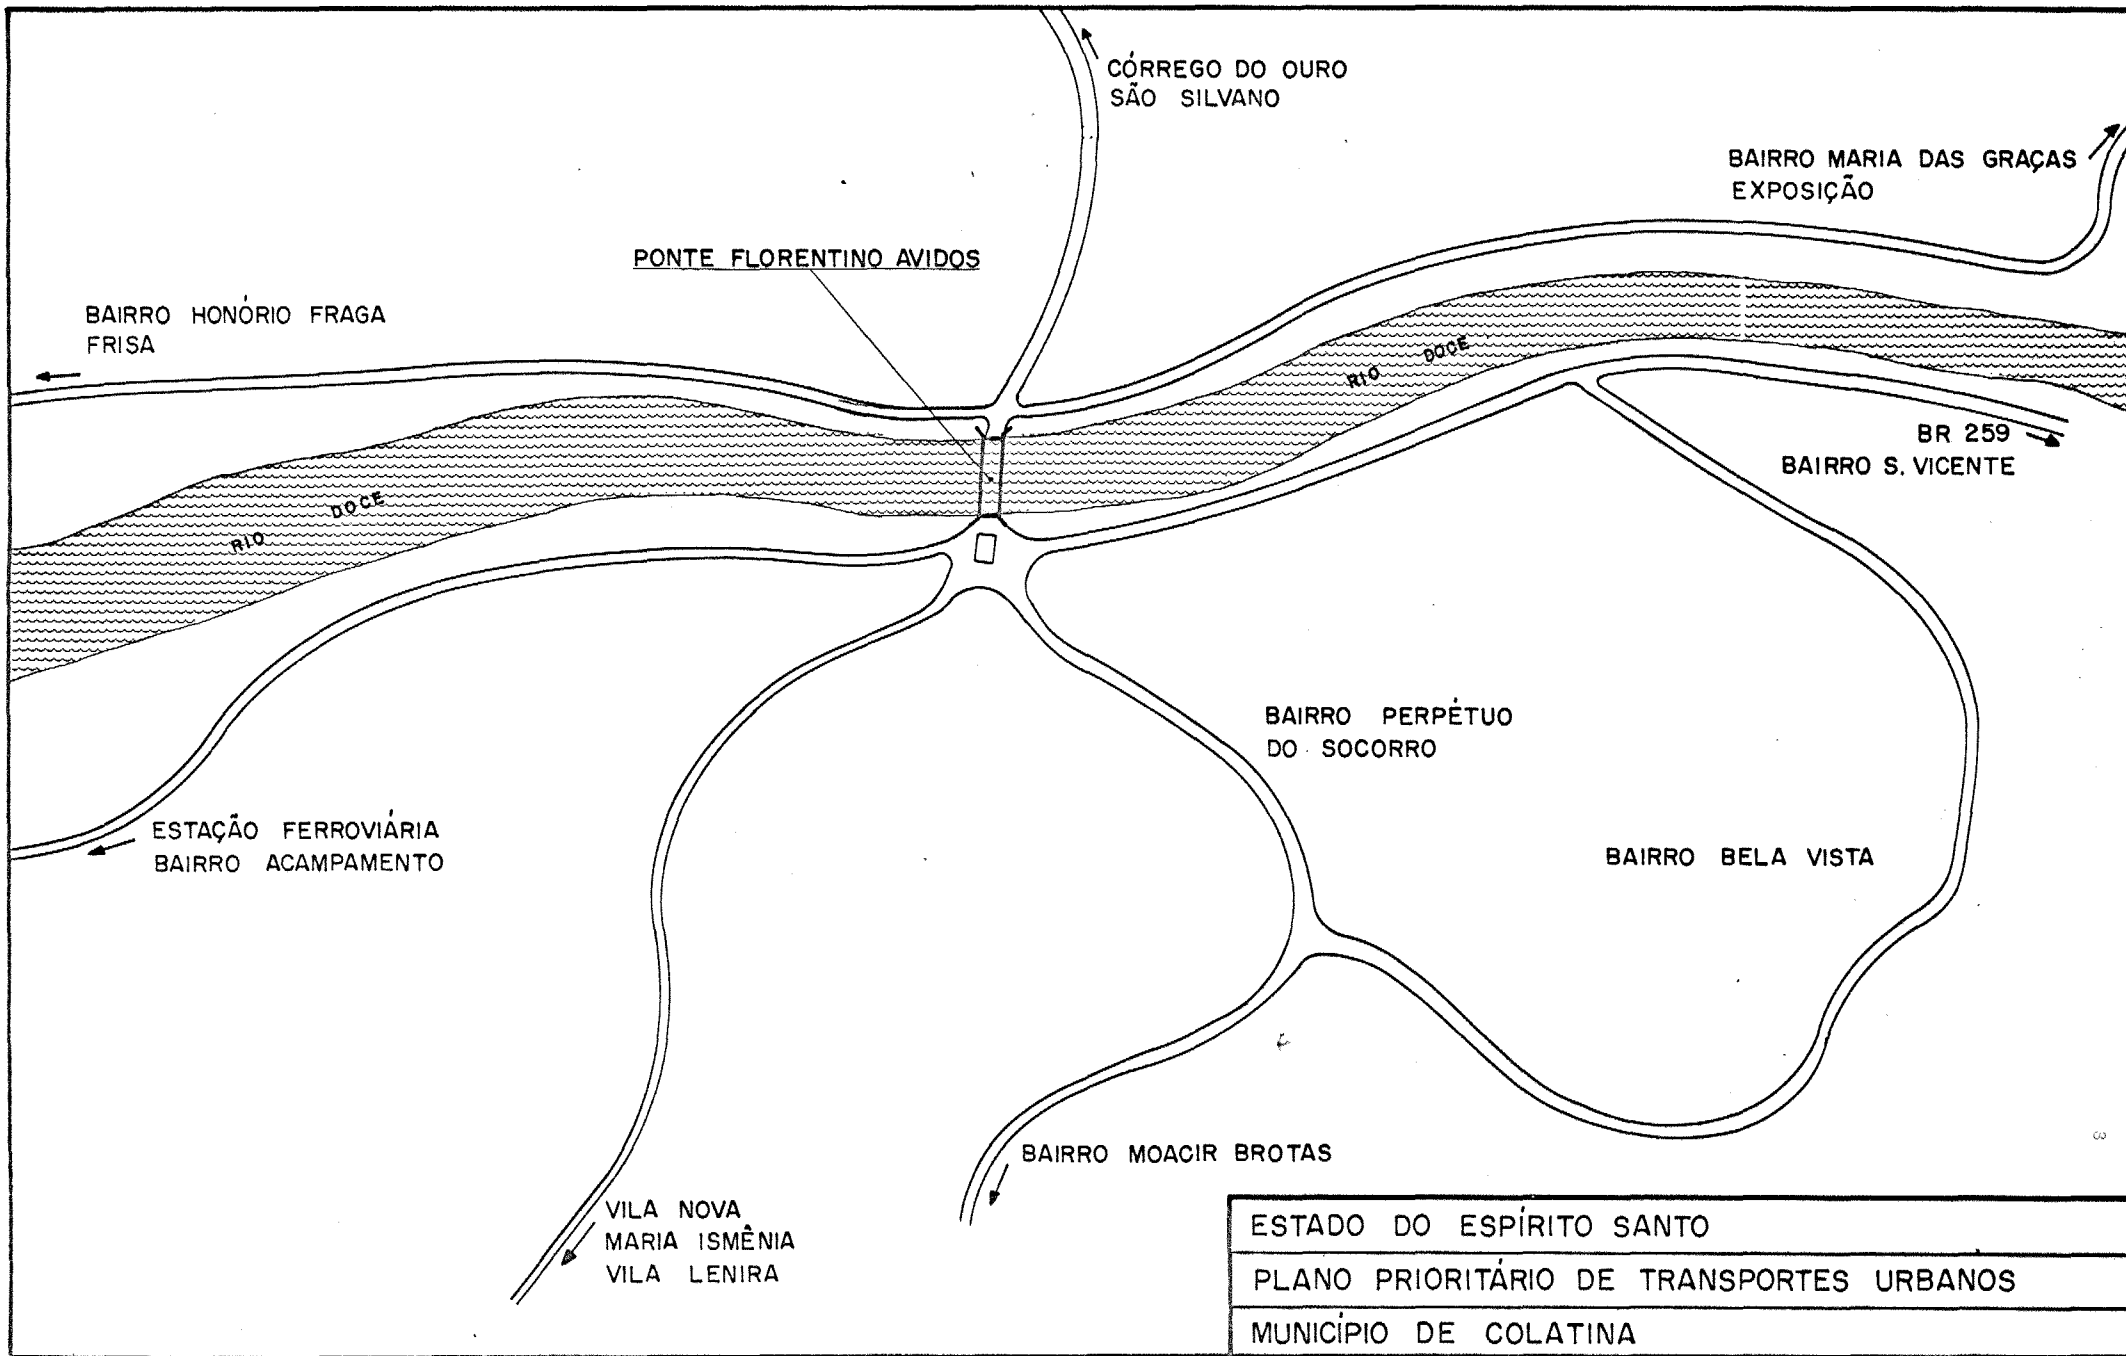 CÓRREGO DO OURO
SÃO SILVANO
BAIRRO MARIA DAS GRAÇAS
EXPOSIÇÃO
PONTE FLORENTINO AVIDOS
BAIRRO HONÓRIO FRAGA
FRISA
RIO DOCE
BR 259
BAIRRO S. VICENTE
RIO DOCE
BAIRRO PERPÉTUO
DO SOCORRO
ESTAÇÃO FERROVIÁRIA
BAIRRO ACAMPAMENTO
BAIRRO BELA VISTA
BAIRRO MOACIR BROTAS
VILA NOVA
MARIA ISMÊNIA
VILA LENIRA
3
ESTADO DO ESPÍRITO SANTO
PLANO PRIORITÁRIO DE TRANSPORTES URBANOS
MUNICÍPIO DE COLATINA